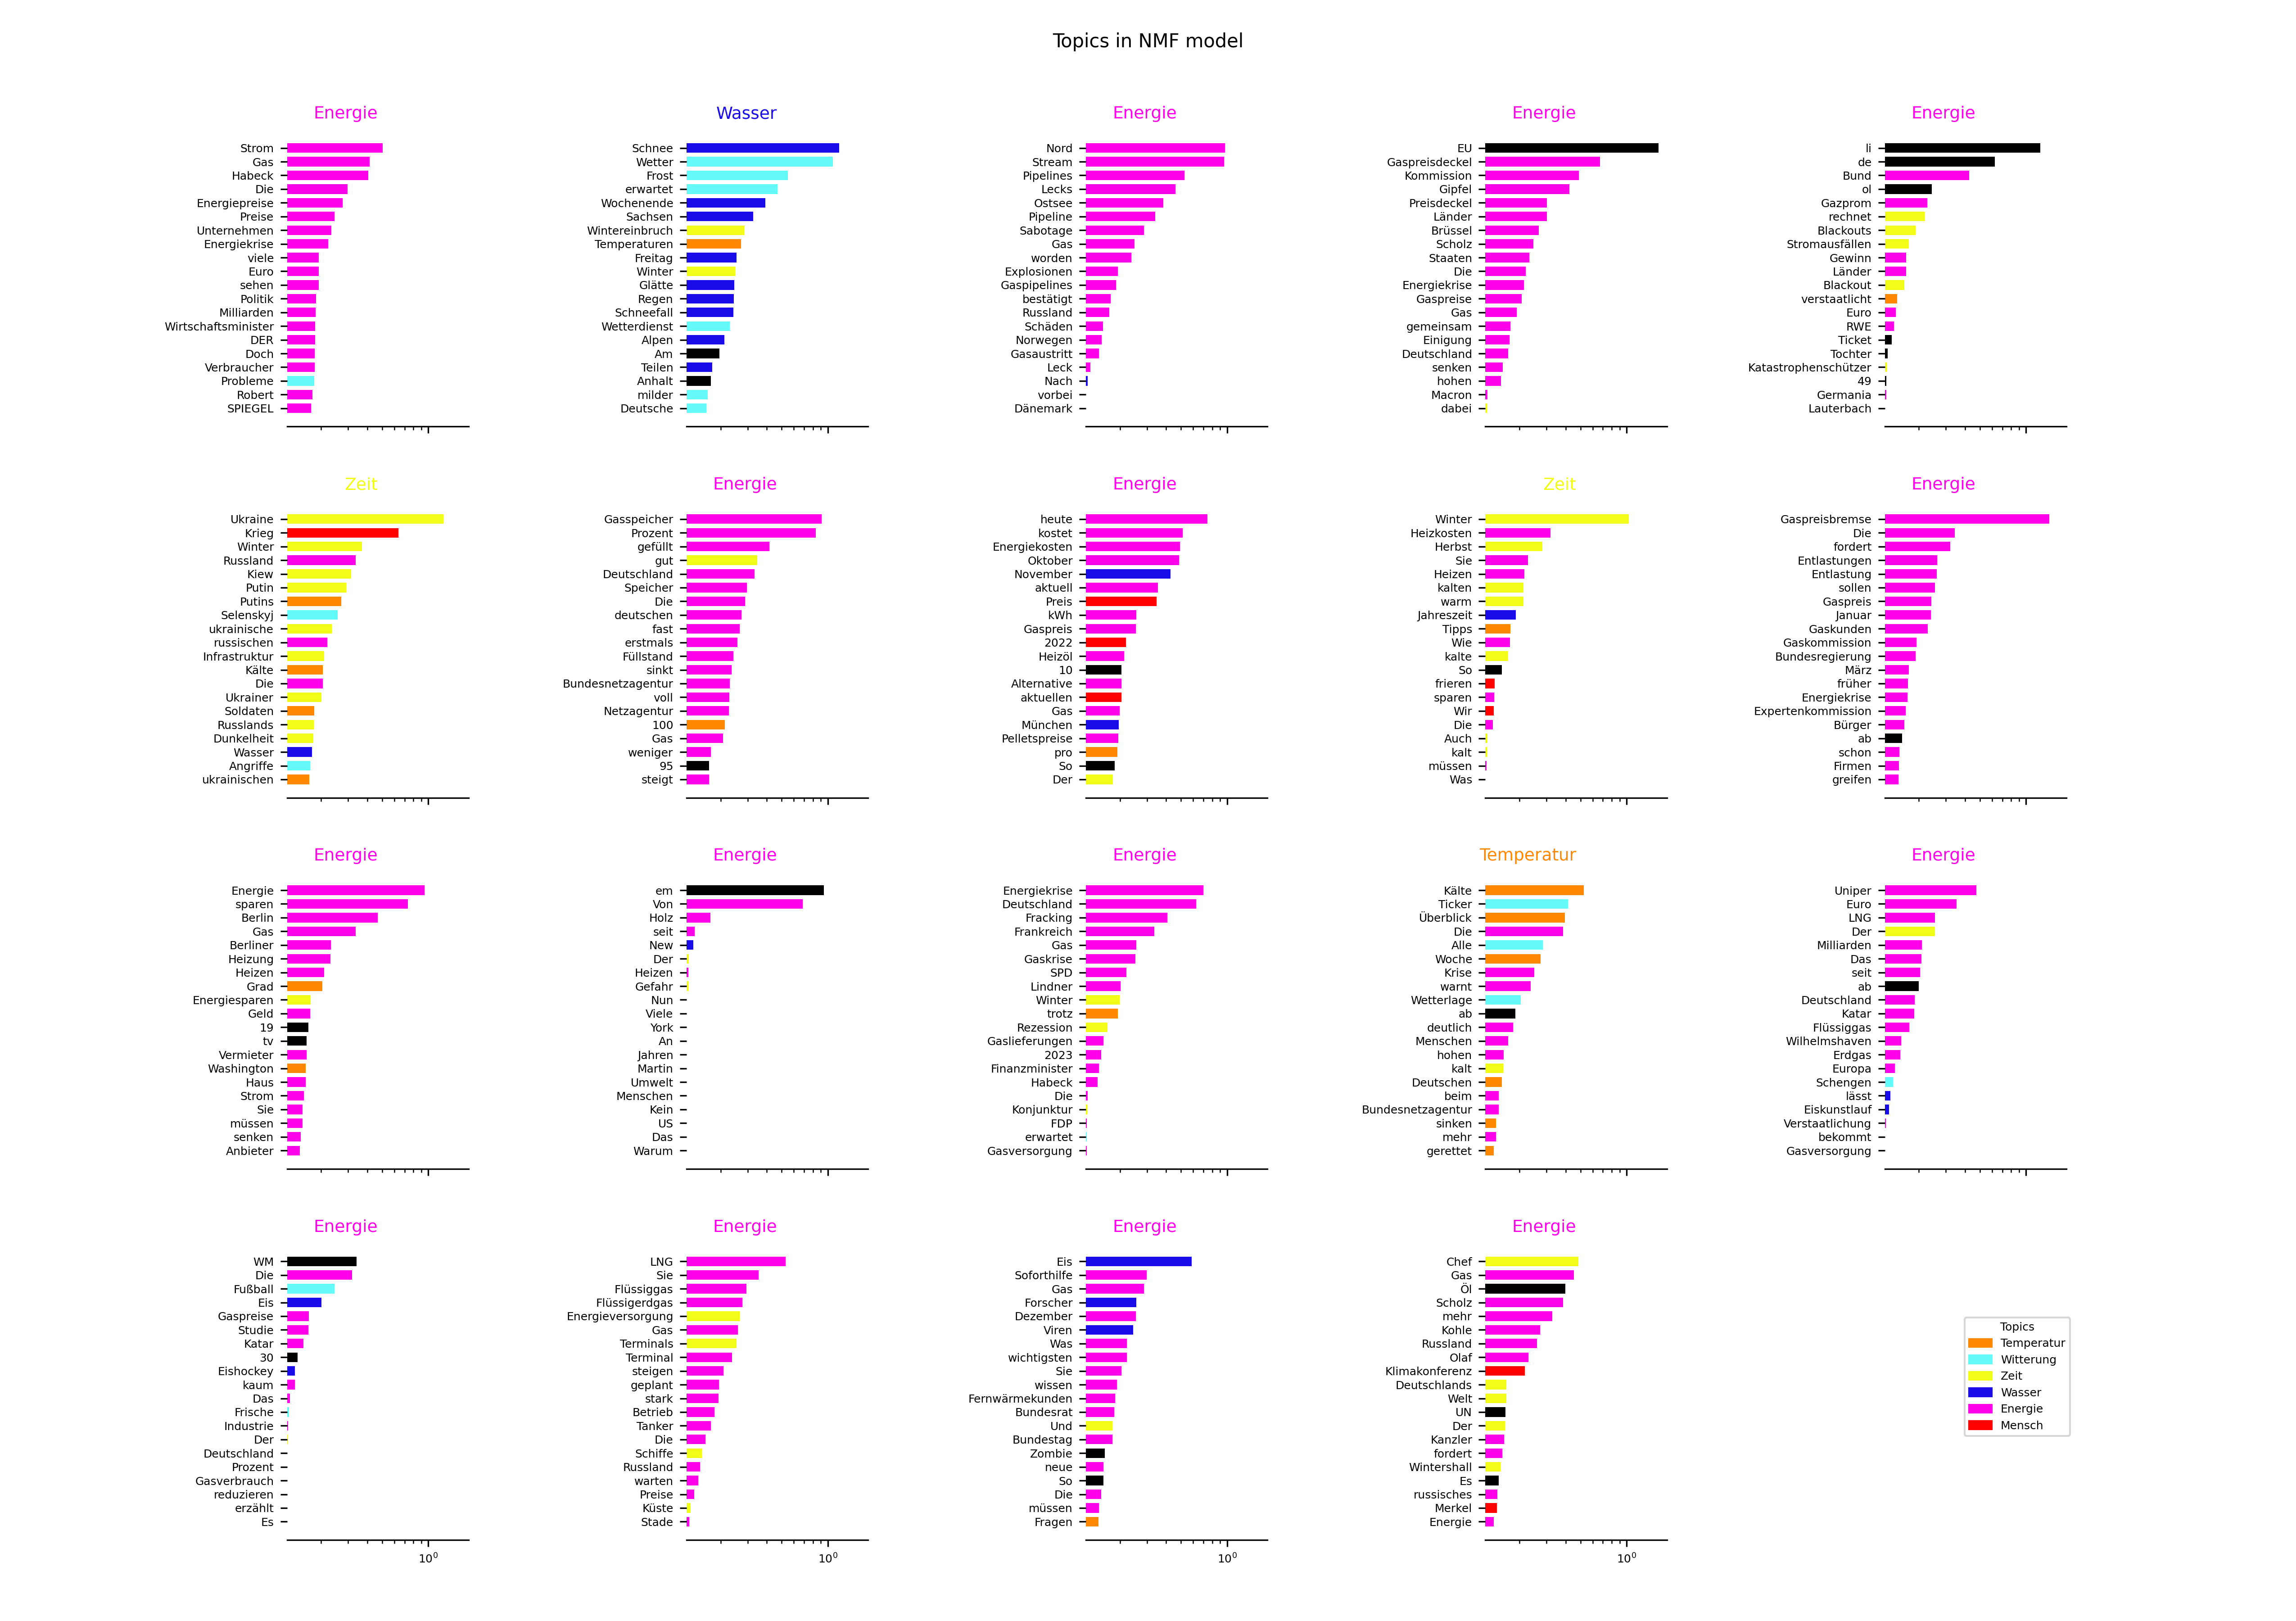 Topics in NMF model
Energie
Strom
Gas
Habeck
Die
Energiepreise
Preise
Unternehmen
Energiekrise
viele
Euro
sehen
Politik
Milliarden
Wirtschaftsminister
DER
Doch
Verbraucher
Probleme
Robert
SPIEGEL
Wasser
Schnee
Wetter
Frost
erwartet
Wochenende
Sachsen
Wintereinbruch
Temperaturen
Freitag
Winter
Glätte
Regen
Schneefall
Wetterdienst
Alpen
Am
Teilen
Anhalt
milder
Deutsche
Energie
Nord
Stream
Pipelines
Lecks
Ostsee
Pipeline
Sabotage
Gas
worden
Explosionen
Gaspipelines
bestätigt
Russland
Schäden
Norwegen
Gasaustritt
Leck
Nach
vorbei
Dänemark
Energie
EU
Gaspreisdeckel
Kommission
Gipfel
Preisdeckel
Länder
Brüssel
Scholz
Staaten
Die
Energiekrise
Gaspreise
Gas
gemeinsam
Einigung
Deutschland
senken
hohen
Macron
dabei
Energie
li
de
Bund
ol
Gazprom
rechnet
Blackouts
Stromausfällen
Gewinn
Länder
Blackout
verstaatlicht
Euro
RWE
Ticket
Tochter
Katastrophenschützer
49
Germania
Lauterbach
Zeit
Ukraine
Krieg
Winter
Russland
Kiew
Putin
Putins
Selenskyj
ukrainische
russischen
Infrastruktur
Kälte
Die
Ukrainer
Soldaten
Russlands
Dunkelheit
Wasser
Angriffe
ukrainischen
Energie
Gasspeicher
Prozent
gefüllt
gut
Deutschland
Speicher
Die
deutschen
fast
erstmals
Füllstand
sinkt
Bundesnetzagentur
voll
Netzagentur
100
Gas
weniger
95
steigt
Energie
heute
kostet
Energiekosten
Oktober
November
aktuell
Preis
kWh
Gaspreis
2022
Heizöl
10
Alternative
aktuellen
Gas
München
Pelletspreise
pro
So
Der
Zeit
Winter
Heizkosten
Herbst
Sie
Heizen
kalten
warm
Jahreszeit
Tipps
Wie
kalte
So
frieren
sparen
Wir
Die
Auch
kalt
müssen
Was
Energie
Gaspreisbremse
Die
fordert
Entlastungen
Entlastung
sollen
Gaspreis
Januar
Gaskunden
Gaskommission
Bundesregierung
März
früher
Energiekrise
Expertenkommission
Bürger
ab
schon
Firmen
greifen
Energie
Energie
sparen
Berlin
Gas
Berliner
Heizung
Heizen
Grad
Energiesparen
Geld
19
tv
Vermieter
Washington
Haus
Strom
Sie
müssen
senken
Anbieter
Energie
em
Von
Holz
seit
New
Der
Heizen
Gefahr
Nun
Viele
York
An
Jahren
Martin
Umwelt
Menschen
Kein
US
Das
Warum
Energie
Energiekrise
Deutschland
Fracking
Frankreich
Gas
Gaskrise
SPD
Lindner
Winter
trotz
Rezession
Gaslieferungen
2023
Finanzminister
Habeck
Die
Konjunktur
FDP
erwartet
Gasversorgung
Temperatur
Kälte
Ticker
Überblick
Die
Alle
Woche
Krise
warnt
Wetterlage
ab
deutlich
Menschen
hohen
kalt
Deutschen
beim
Bundesnetzagentur
sinken
mehr
gerettet
Energie
Uniper
Euro
LNG
Der
Milliarden
Das
seit
ab
Deutschland
Katar
Flüssiggas
Wilhelmshaven
Erdgas
Europa
Schengen
lässt
Eiskunstlauf
Verstaatlichung
bekommt
Gasversorgung
Energie
WM
Die
Fußball
Eis
Gaspreise
Studie
Katar
30
Eishockey
kaum
Das
Frische
Industrie
Der
Deutschland
Prozent
Gasverbrauch
reduzieren
erzählt
Es
10⁰
Energie
LNG
Sie
Flüssiggas
Flüssigerdgas
Energieversorgung
Gas
Terminals
Terminal
steigen
geplant
stark
Betrieb
Tanker
Die
Schiffe
Russland
warten
Preise
Küste
Stade
10⁰
Energie
Eis
Soforthilfe
Gas
Forscher
Dezember
Viren
Was
wichtigsten
Sie
wissen
Fernwärmekunden
Bundesrat
Und
Bundestag
Zombie
neue
So
Die
müssen
Fragen
10⁰
Energie
Chef
Gas
Öl
Scholz
mehr
Kohle
Russland
Olaf
Klimakonferenz
Deutschlands
Welt
UN
Der
Kanzler
fordert
Wintershall
Es
russisches
Merkel
Energie
10⁰
Topics
Temperatur
Witterung
Zeit
Wasser
Energie
Mensch